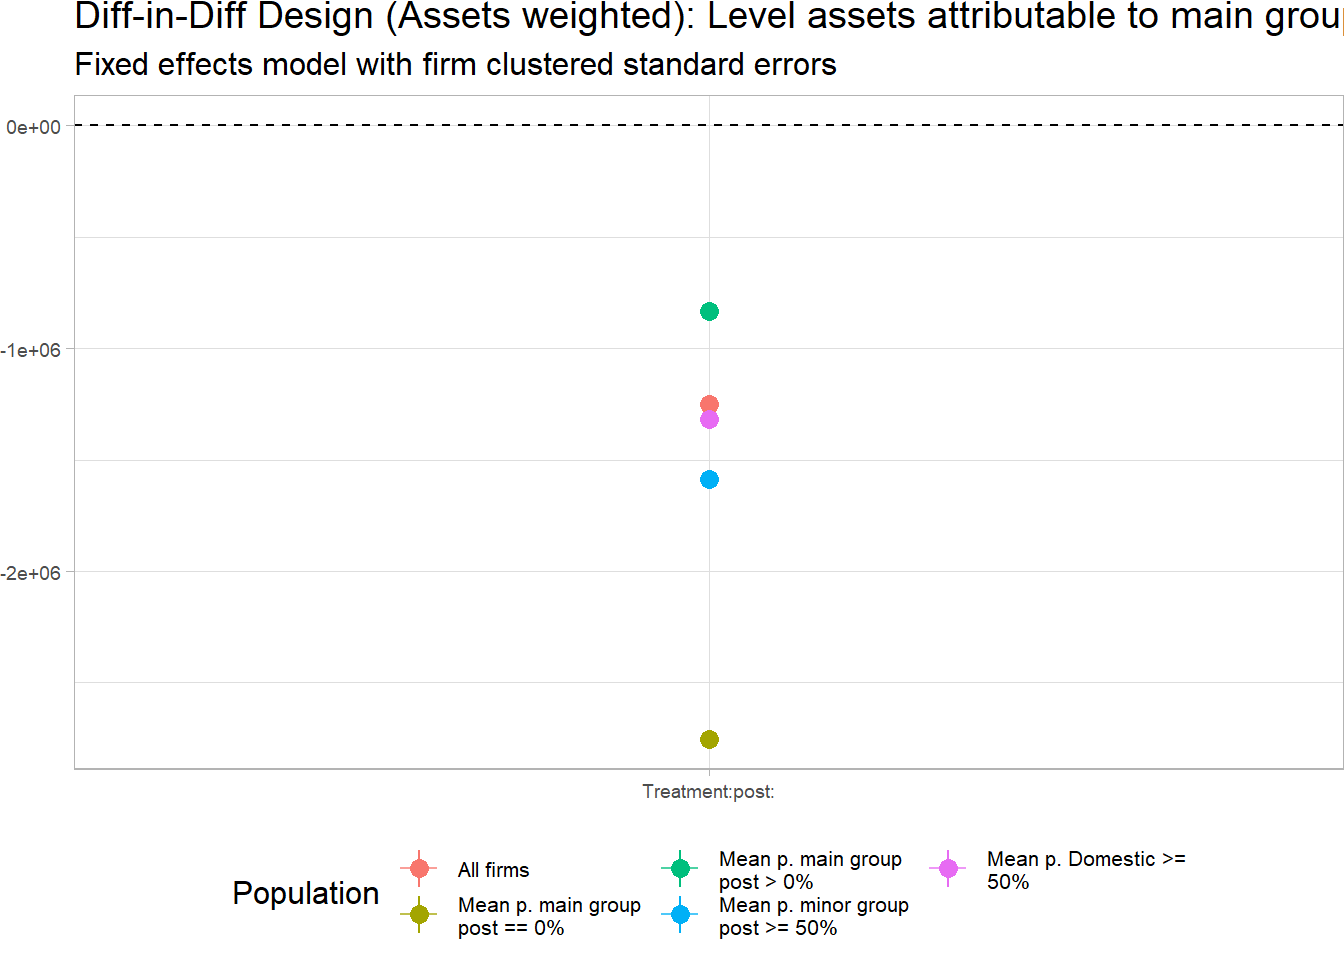 Diff-in-Diff Design (Assets weighted): Level assets attributable to main grou
Fixed effects model with firm clustered standard errors
0e+00
-1e+06
-2e+06
Treatment:post:
Population
All firms
Mean p. main group
post == 0%
Mean p. main group
post > 0%
Mean p. minor group
post >= 50%
Mean p. Domestic >=
50%